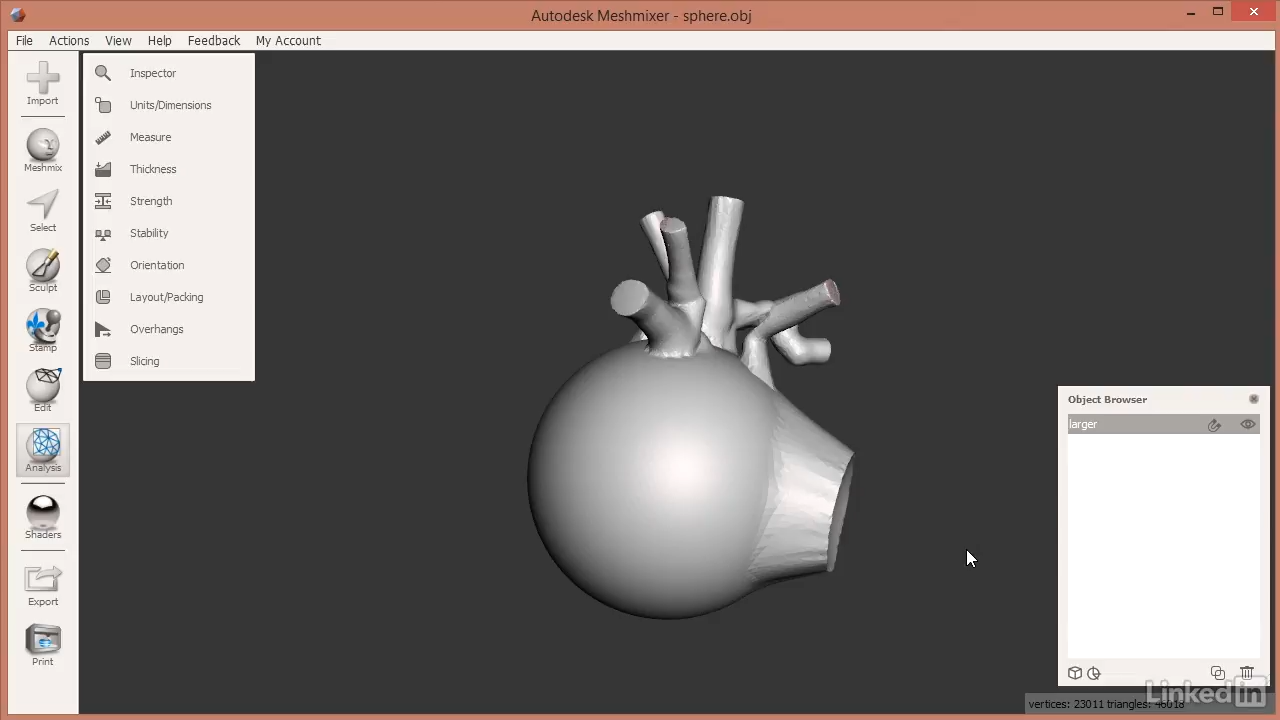 Autodesk Meshmixer - sphere.obj
File Actions View Help Feedback My Account
Import
Meshmix
Select
Sculpt
Stamp
Edit
Analysis
Shaders
Export
Print
Inspector
Units/Dimensions
Measure
Thickness
Strength
Stability
Orientation
Layout/Packing
Overhangs
Slicing
Object Browser
larger
LinkedIn
vertices: 23011 triangles: 46018